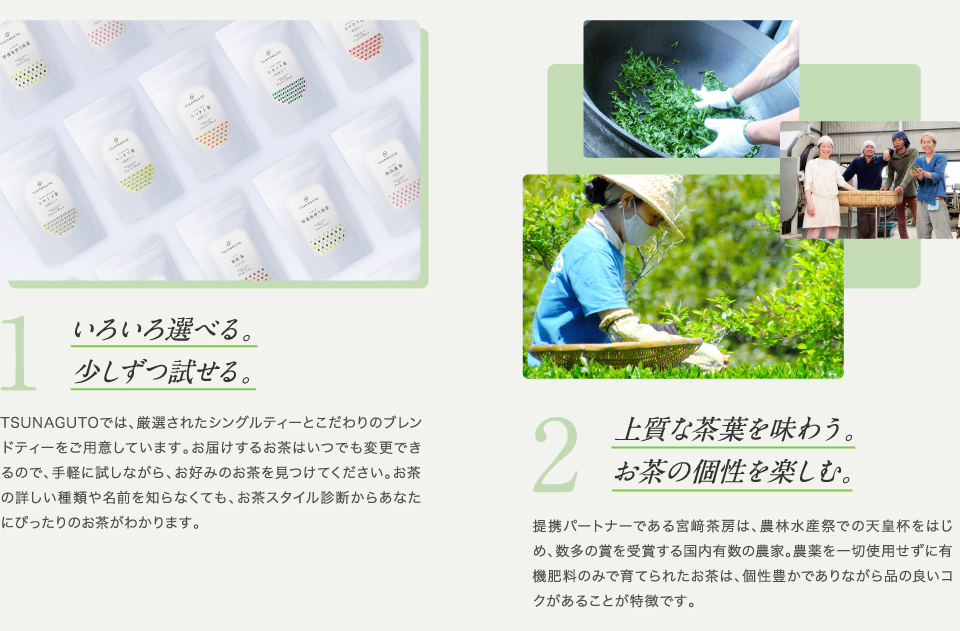 TSUNAGUTO
TSUNAGUTO
TSUNAGUTO
TSUNAGUTO
TSUNAGUTO
TSUNAGUTO
TSUNAGUTO
1
いろいろ選べる。
少しずつ試せる。
TSUNAGUTOでは、厳選されたシングルティーとこだわりのブレン
ドティーをご用意しています。お届けするお茶はいつでも変更でき
るので、手軽に試しながら、お好みのお茶を見つけてください。お茶
の詳しい種類や名前を知らなくても、お茶スタイル診断からあなた
にぴったりのお茶がわかります。
2
上質な茶葉を味わう。
お茶の個性を楽しむ。
提携パートナーである宮﨑茶房は、農林水産祭での天皇杯をはじ
め、数多の賞を受賞する国内有数の農家。農薬を一切使用せずに有
機肥料のみで育てられたお茶は、個性豊かでありながら品の良いコ
クがあることが特徴です。